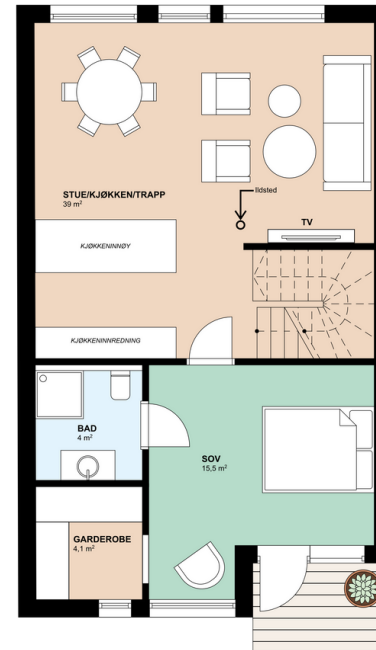 STUE/KJØKKEN/TRAPP
39 m²
Ildsted
TV
KJØKKENINNØY
KJØKKENINNREDNING
BAD
4 m²
SOV
15,5 m²
GARDEROBE
4,1 m²